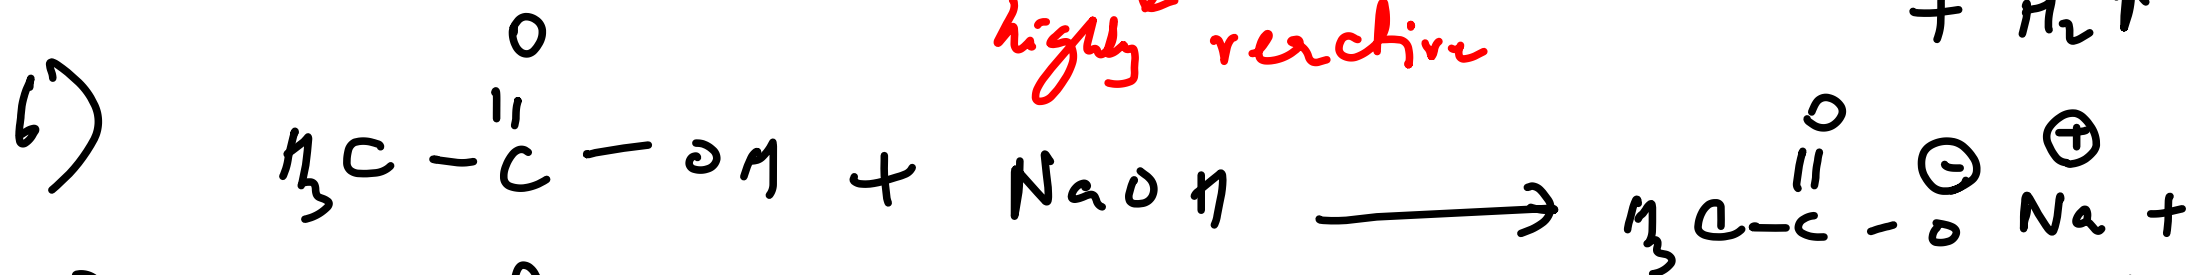 highly reactive + H₂↑
6) H₃C-C(=O)-OH + NaOH ⟶ H₃C-C(=O)-O⊖ Na⊕ +